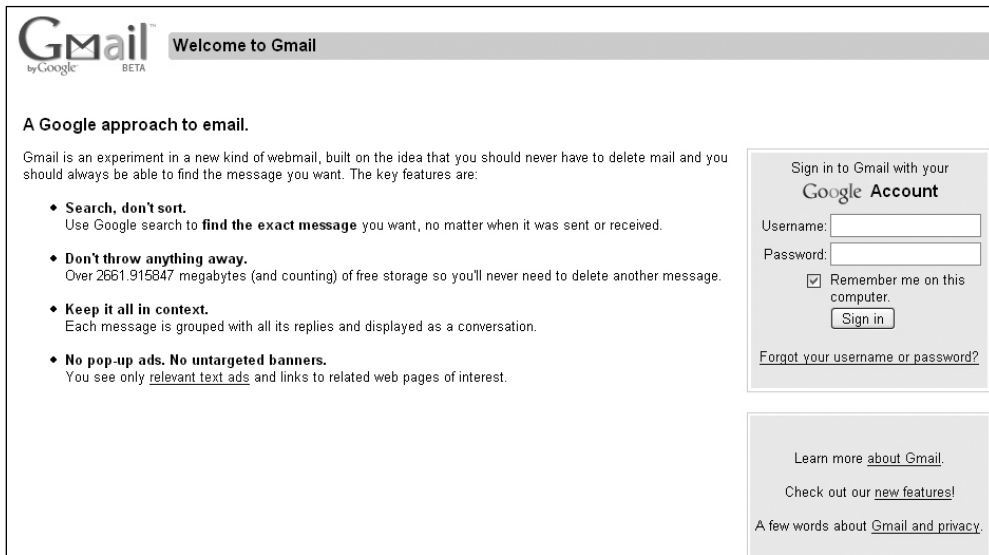 Gmail™
by Google BETA
Welcome to Gmail
A Google approach to email.
Gmail is an experiment in a new kind of webmail, built on the idea that you should never have to delete mail and you
should always be able to find the message you want. The key features are:
Search, don't sort.
Use Google search to find the exact message you want, no matter when it was sent or received.
Don't throw anything away.
Over 2661.915847 megabytes (and counting) of free storage so you'll never need to delete another message.
Keep it all in context.
Each message is grouped with all its replies and displayed as a conversation.
No pop-up ads. No untargeted banners.
You see only relevant text ads and links to related web pages of interest.
Sign in to Gmail with your
Google Account
Username:
Password:
Remember me on this
computer.
Sign in
Forgot your username or password?
Learn more about Gmail.
Check out our new features!
A few words about Gmail and privacy.